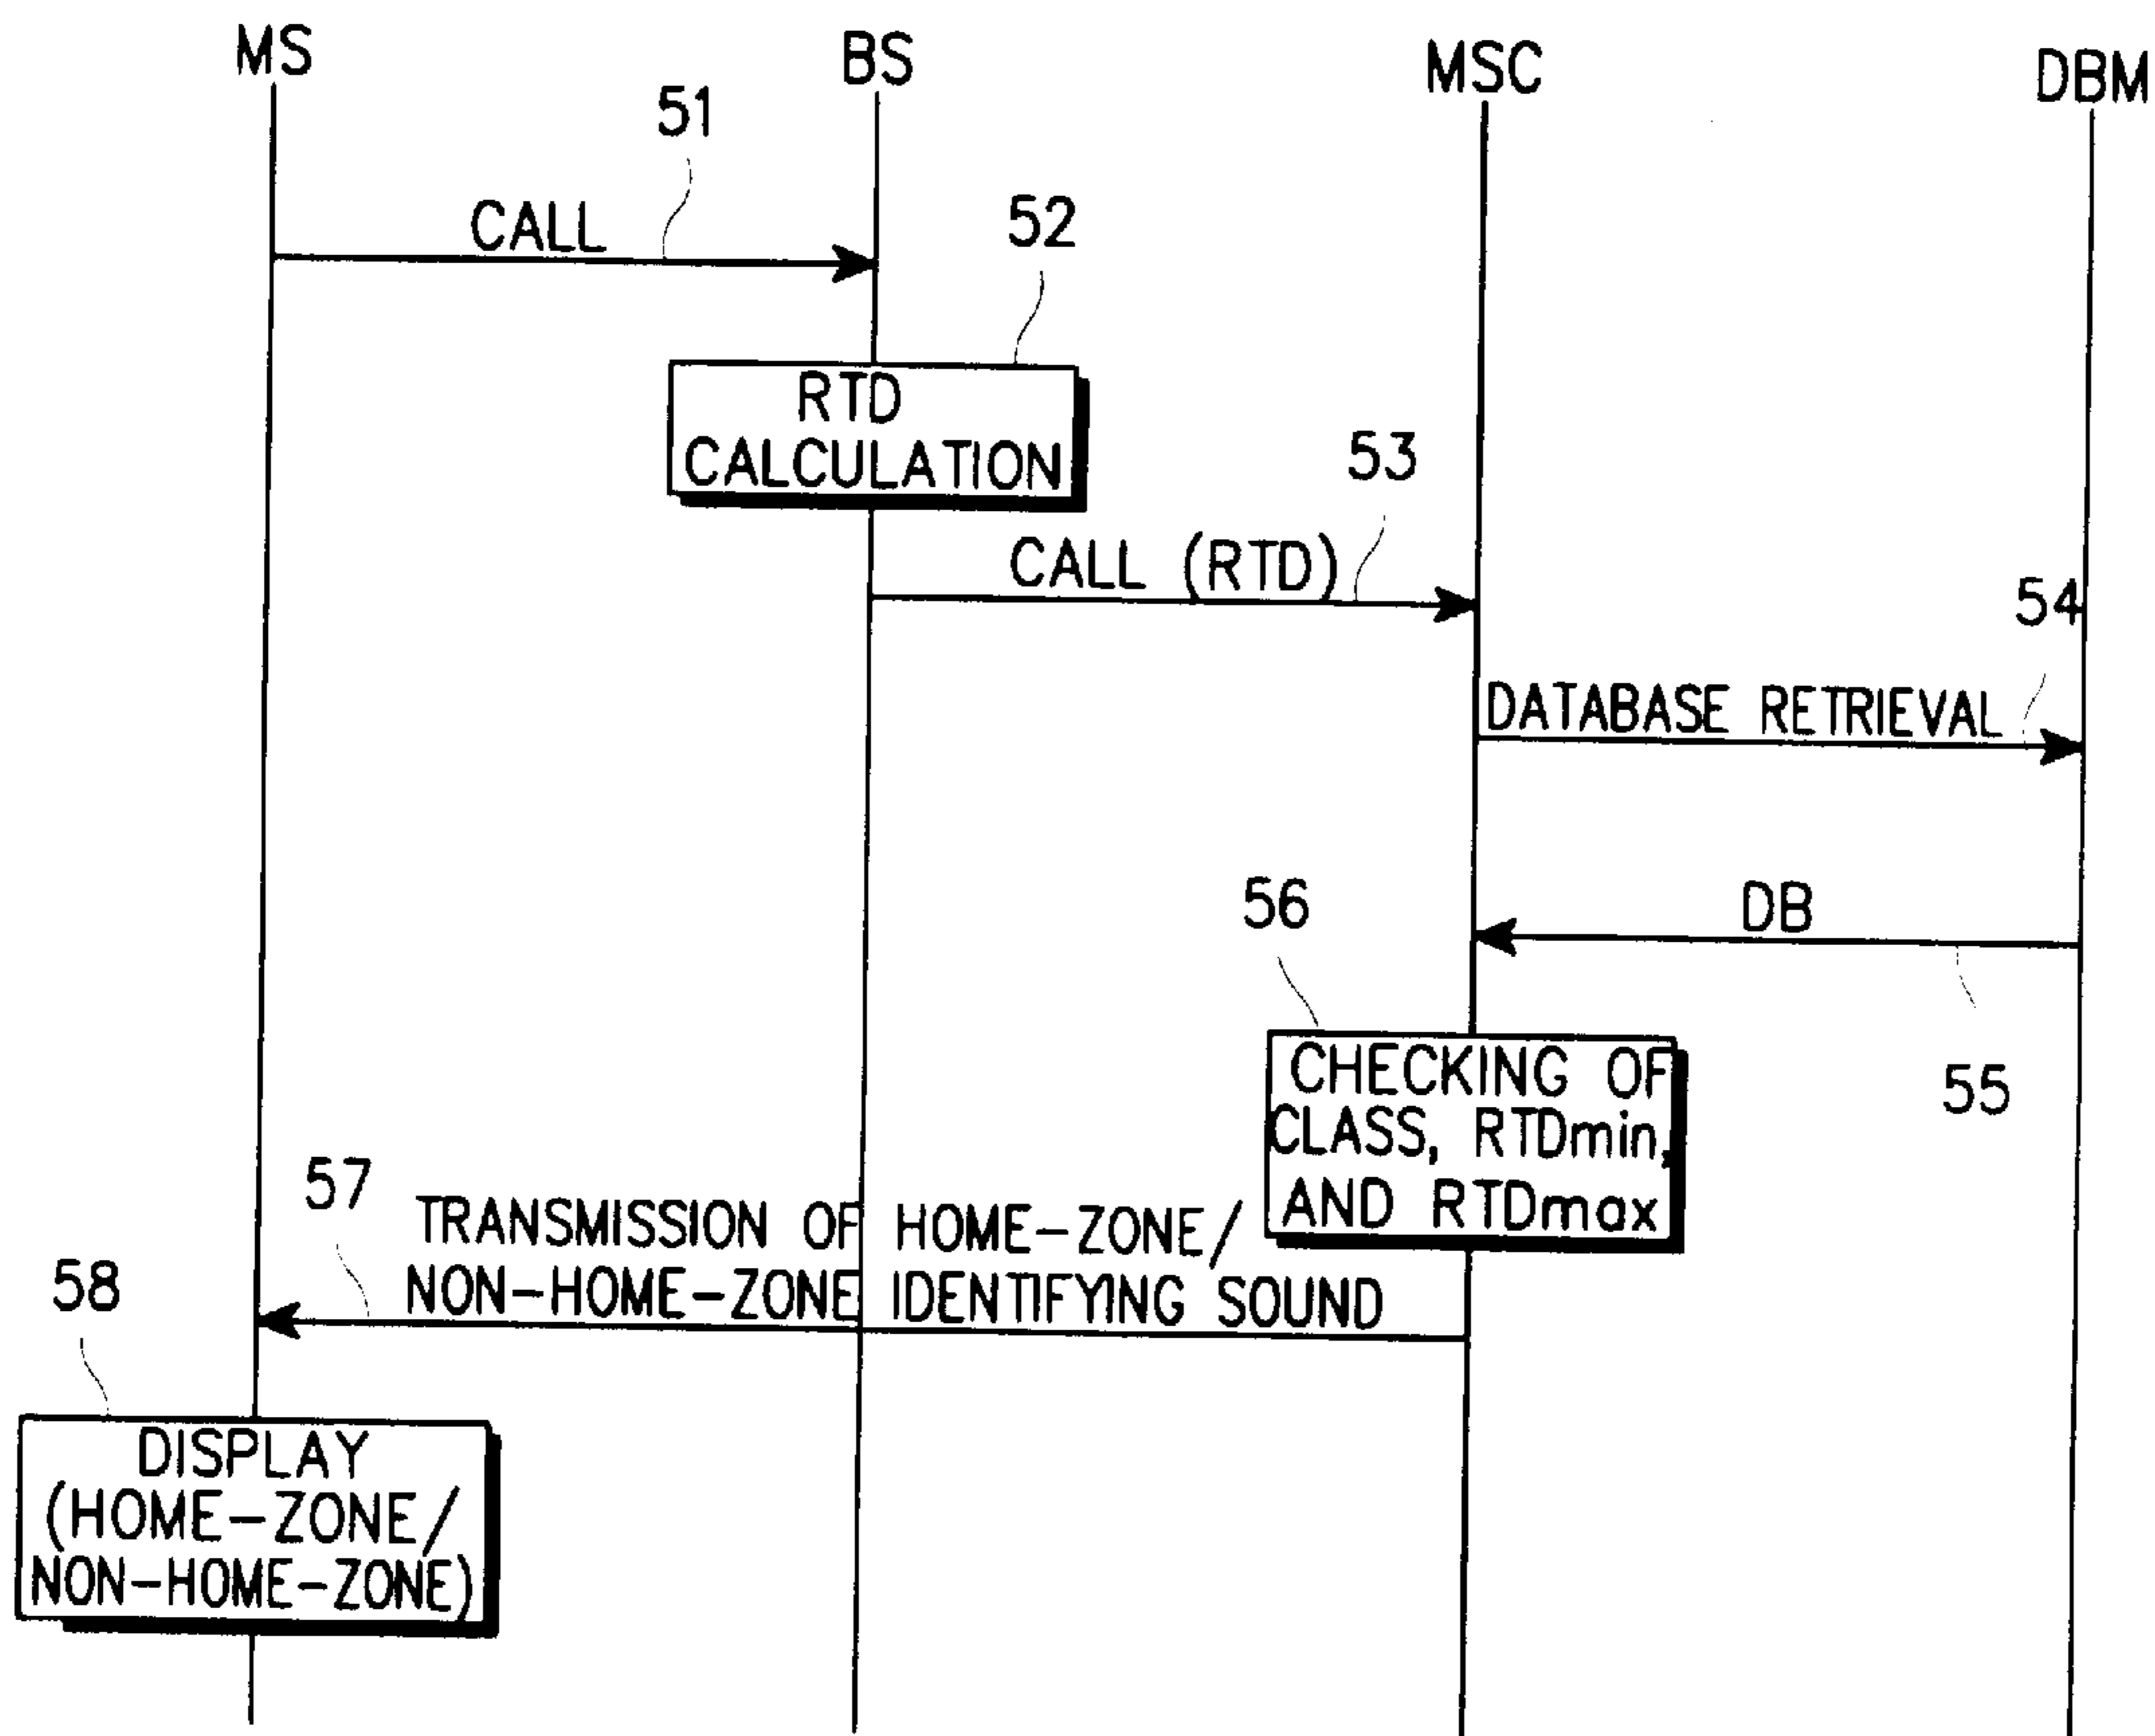 MS
BS
MSC
DBM
51
CALL
52
RTD
CALCULATION
53
CALL (RTD)
54
DATABASE RETRIEVAL
DB
55
56
CHECKING OF
CLASS, RTDmin,
AND RTDmax
57
TRANSMISSION OF HOME-ZONE/
NON-HOME-ZONE IDENTIFYING SOUND
58
DISPLAY
(HOME-ZONE/
NON-HOME-ZONE)